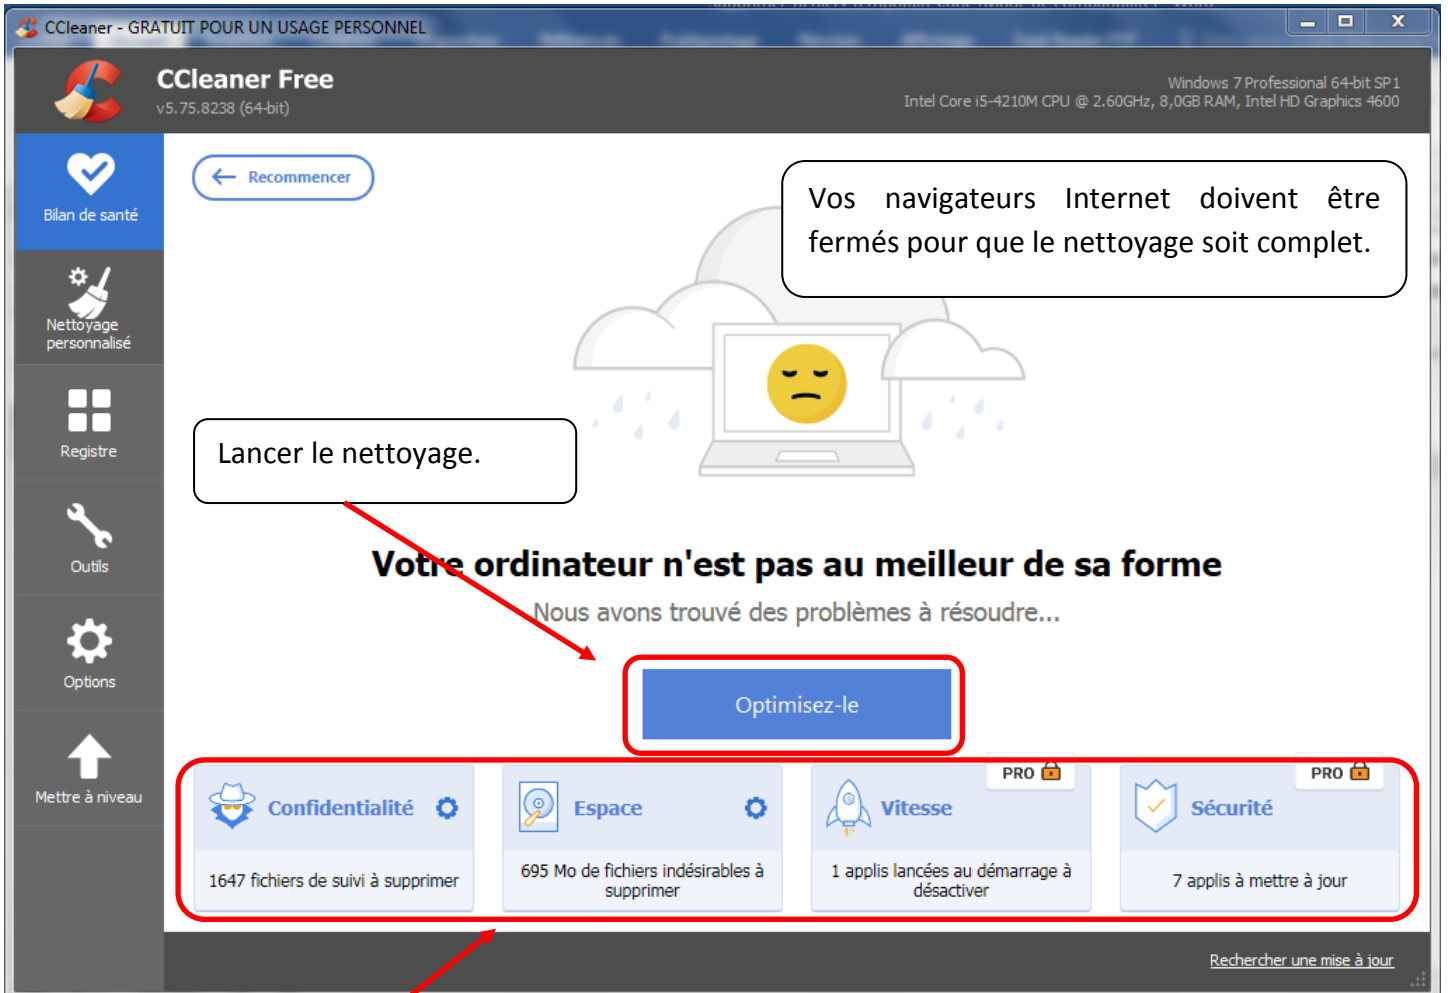 CCleaner - GRATUIT POUR UN USAGE PERSONNEL
CCleaner Free
v5.75.8238 (64-bit)
Windows 7 Professional 64-bit SP1
Intel Core i5-4210M CPU @ 2.60GHz, 8,0GB RAM, Intel HD Graphics 4600
Bilan de santé
Nettoyage
personnalisé
Registre
Outils
Options
Mettre à niveau
Recommencer
Vos navigateurs Internet doivent être
fermés pour que le nettoyage soit complet.
Lancer le nettoyage.
Votre ordinateur n'est pas au meilleur de sa forme
Nous avons trouvé des problèmes à résoudre...
Optimisez-le
Confidentialité
1647 fichiers de suivi à supprimer
Espace
695 Mo de fichiers indésirables à
supprimer
PRO
Vitesse
1 applis lancées au démarrage à
désactiver
PRO
Sécurité
7 applis à mettre à jour
Rechercher une mise à jour